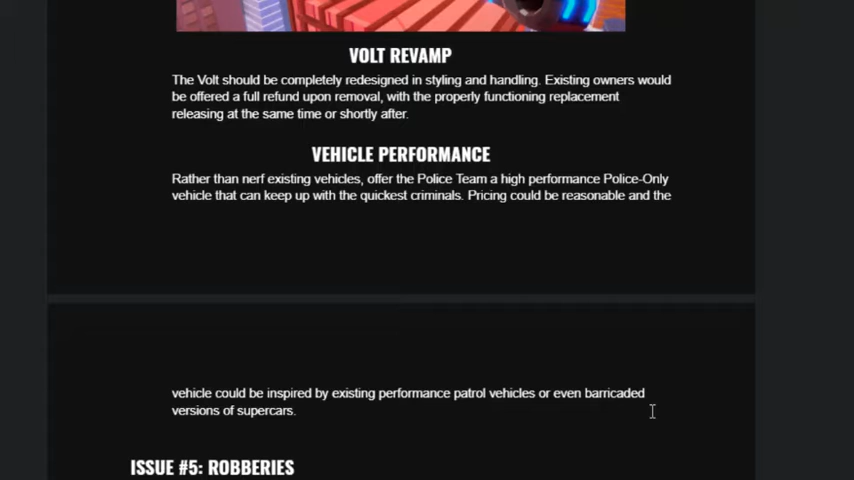 VOLT REVAMP
The Volt should be completely redesigned in styling and handling. Existing owners would
be offered a full refund upon removal, with the properly functioning replacement
releasing at the same time or shortly after.
VEHICLE PERFORMANCE
Rather than nerf existing vehicles, offer the Police Team a high performance Police-Only
vehicle that can keep up with the quickest criminals. Pricing could be reasonable and the
vehicle could be inspired by existing performance patrol vehicles or even barricaded
versions of supercars.
ISSUE #5: ROBBERIES